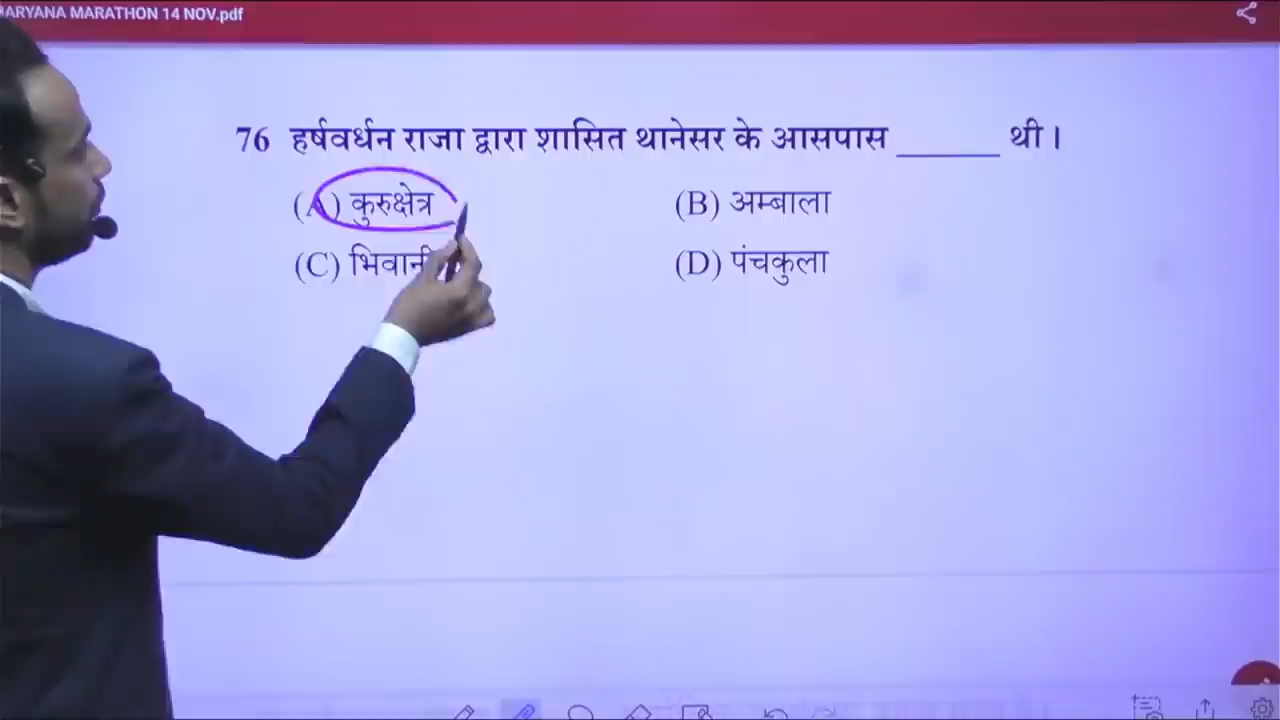 ARYANA MARATHON 14 NOV.pdf
76 हर्षवर्धन राजा द्वारा शासित थानेसर के आसपास ______ थी।
(A) कुरुक्षेत्र (B) अम्बाला
(C) भिवानी (D) पंचकुला